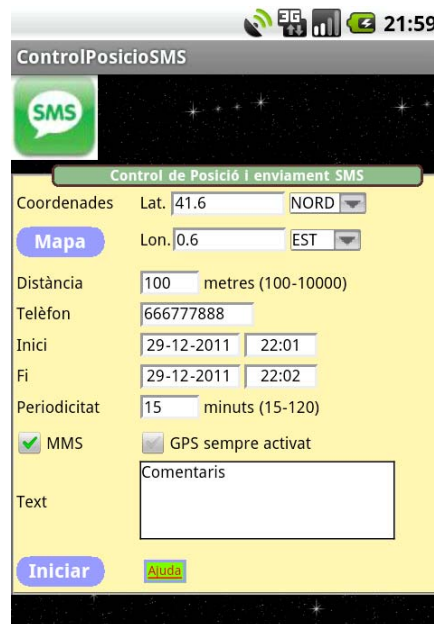 3G 21:59
ControlPosicioSMS
SMS
Control de Posició i enviament SMS
Coordenades Lat. 41.6 NORD
Mapa Lon. 0.6 EST
Distància 100 metres (100-10000)
Telèfon 666777888
Inici 29-12-2011 22:01
Fi 29-12-2011 22:02
Periodicitat 15 minuts (15-120)
MMS GPS sempre activat
Comentaris
Text
Iniciar Ajuda